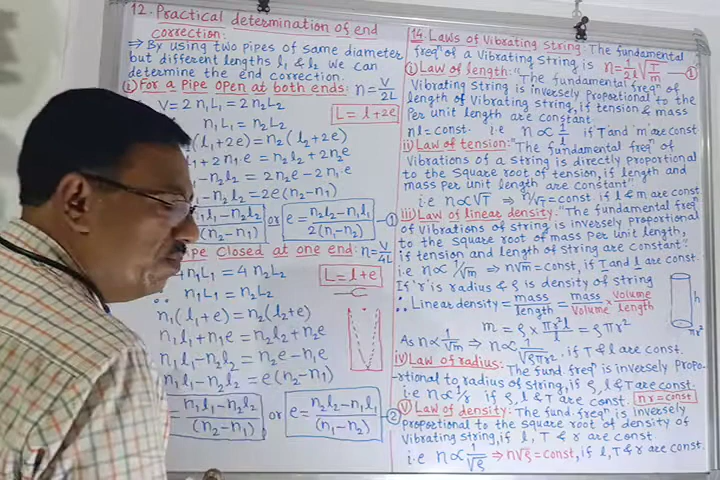 12. Practical determination of end
correction:
⇒ By using two pipes of same diameter
but different lengths l₁ & l₂ we can
determine the end correction.
(i) For a Pipe Open at both ends: n = V/2L
V = 2n₁L₁ = 2n₂L₂
L = l + 2e
n₁L₁ = n₂L₂
(l₁+2e) = n₂(l₂+2e)
l₁ + 2n₁e = n₂l₂ + 2n₂e
- n₂l₂ = 2n₂e - 2n₁e
- n₂l₂ = 2e(n₂-n₁)
n₁l₁ - n₂l₂ / 2(n₂-n₁) or e = n₂l₂ - n₁l₁ / 2(n₁-n₂) ①
Pipe Closed at one end: n = V/4L
n₁L₁ = 4n₂L₂
L = l + e
∴ n₁L₁ = n₂L₂
n₁(l₁+e) = n₂(l₂+e)
n₁l₁ + n₁e = n₂l₂ + n₂e
n₁l₁ - n₂l₂ = n₂e - n₁e
n₁l₁ - n₂l₂ = e(n₂-n₁)
= n₁l₁ - n₂l₂ / (n₂-n₁) or e = n₂l₂ - n₁l₁ / (n₁-n₂) ②
14. Laws of Vibrating String: The fundamental
freqⁿ of a Vibrating String is n = 1/2l √T/m ①
(i) Law of length: "The fundamental freqⁿ of
Vibrating string is inversely Proportional to the
length of Vibrating string, if tension & mass
Per unit length are constant.
nl = const. i.e n ∝ 1/l if T and 'm' are const
ii) Law of tension: "The fundamental freqⁿ of
Vibrations of a String is directly proportional
to the Square root of tension, if length and
mass per unit length are constant"
i.e n ∝ √T ⇒ n/√T = const if l & m are const
iii) Law of linear density: "The fundamental freqⁿ
of Vibrations of String is inversely Proportional
to the square root of mass per unit length,
if tension and length of String are constant"
i.e n ∝ 1/√m ⇒ n√m = const, if T and l are const.
If 'r' is radius & ρ is density of string
∴ Linear density = mass/length = mass/Volume × Volume/length
m = ρ × πr²l/l = ρπr²
h
πr²
As n ∝ 1/√m ⇒ n ∝ 1/√ρπr², if T & l are const.
iv) Law of radius: The fund. freqⁿ is inversely Propo-
-rtional to radius of string, if ρ, l & T are const.
i.e n ∝ 1/r if ρ, l & T are const. nr = const
(v) Law of density: The fund. freqⁿ is inversely
proportional to the square root of density of
Vibrating string, if l, T & r are const.
i.e n ∝ 1/√ρ ⇒ n√ρ = const, if l, T & r are const.